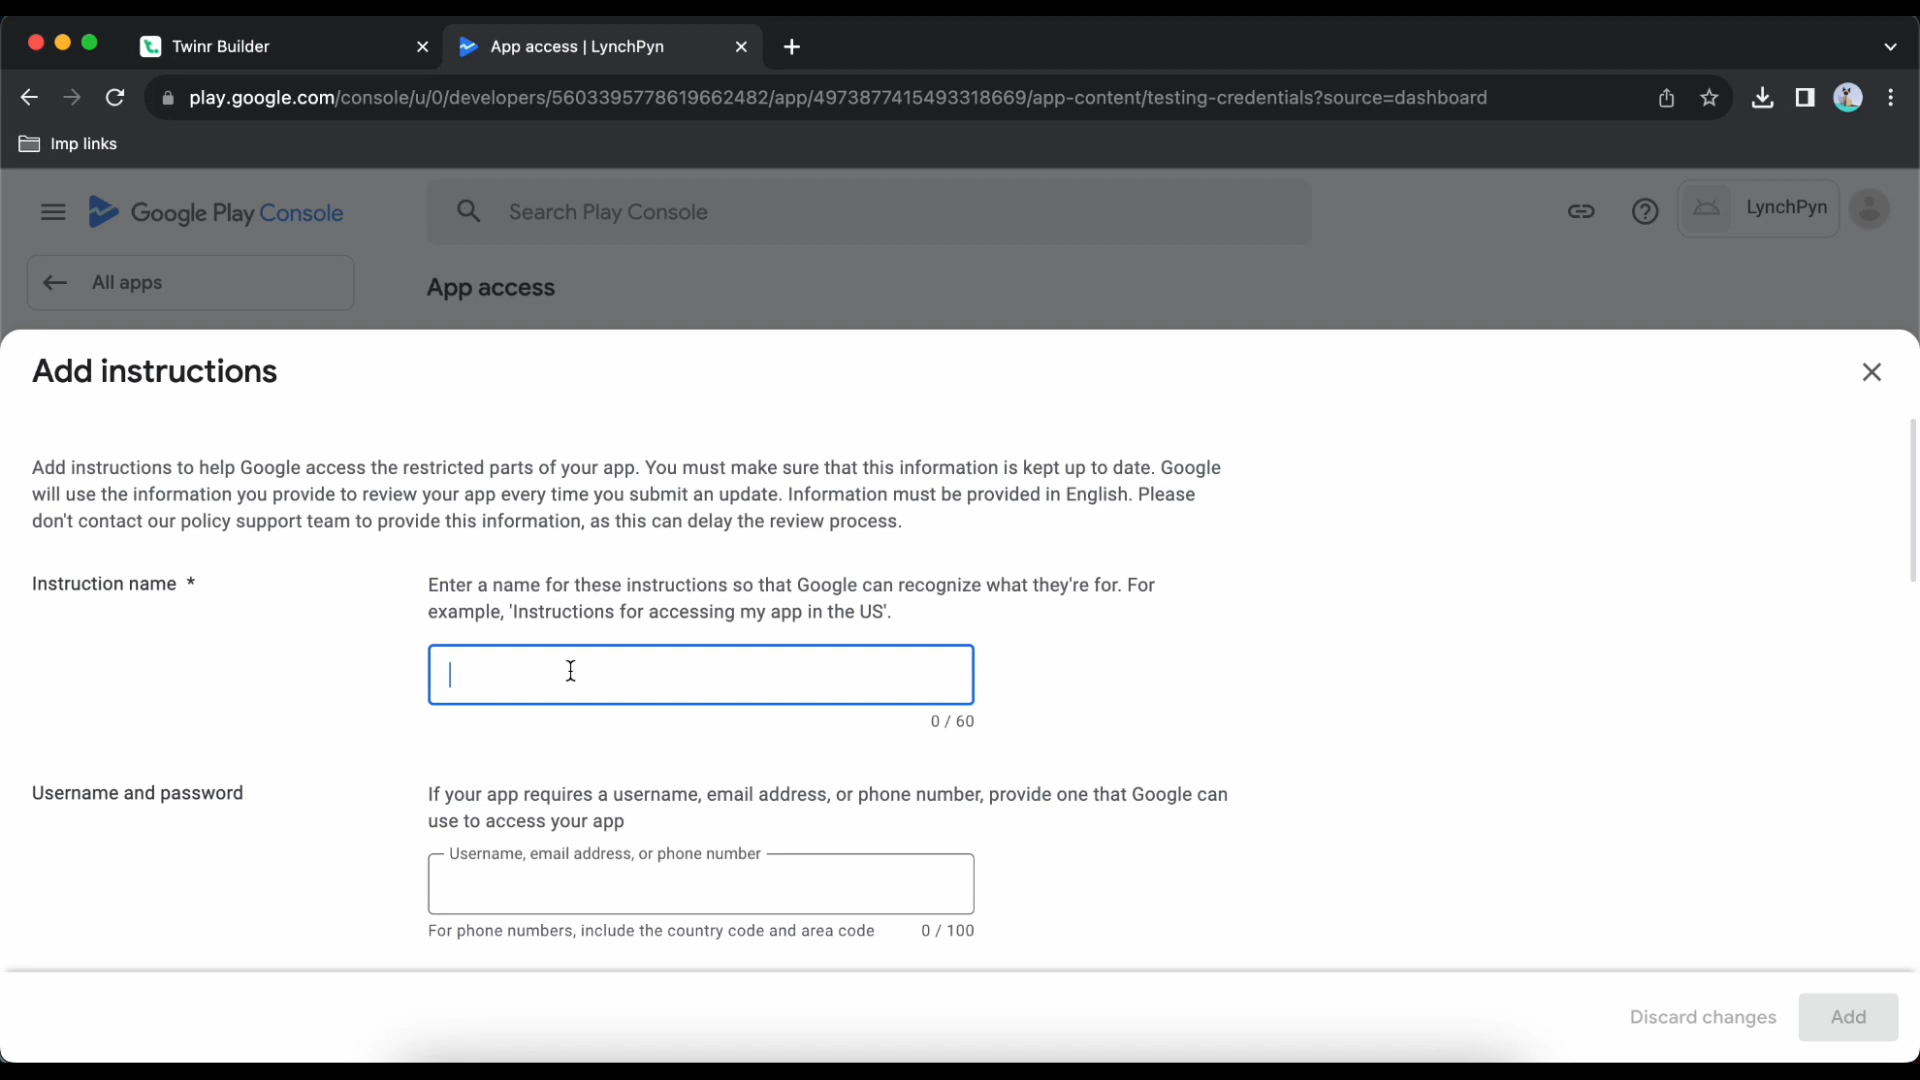 Twinr Builder
App access | LynchPyn
play.google.com/console/u/0/developers/5603395778619662482/app/4973877415493318669/app-content/testing-credentials?source=dashboard
Imp links
Google Play Console
Search Play Console
LynchPyn
All apps
App access
Add instructions
Add instructions to help Google access the restricted parts of your app. You must make sure that this information is kept up to date. Google
will use the information you provide to review your app every time you submit an update. Information must be provided in English. Please
don't contact our policy support team to provide this information, as this can delay the review process.
Instruction name *
Enter a name for these instructions so that Google can recognize what they're for. For
example, 'Instructions for accessing my app in the US'.
0 / 60
Username and password
If your app requires a username, email address, or phone number, provide one that Google can
use to access your app
Username, email address, or phone number
For phone numbers, include the country code and area code
0 / 100
Discard changes
Add